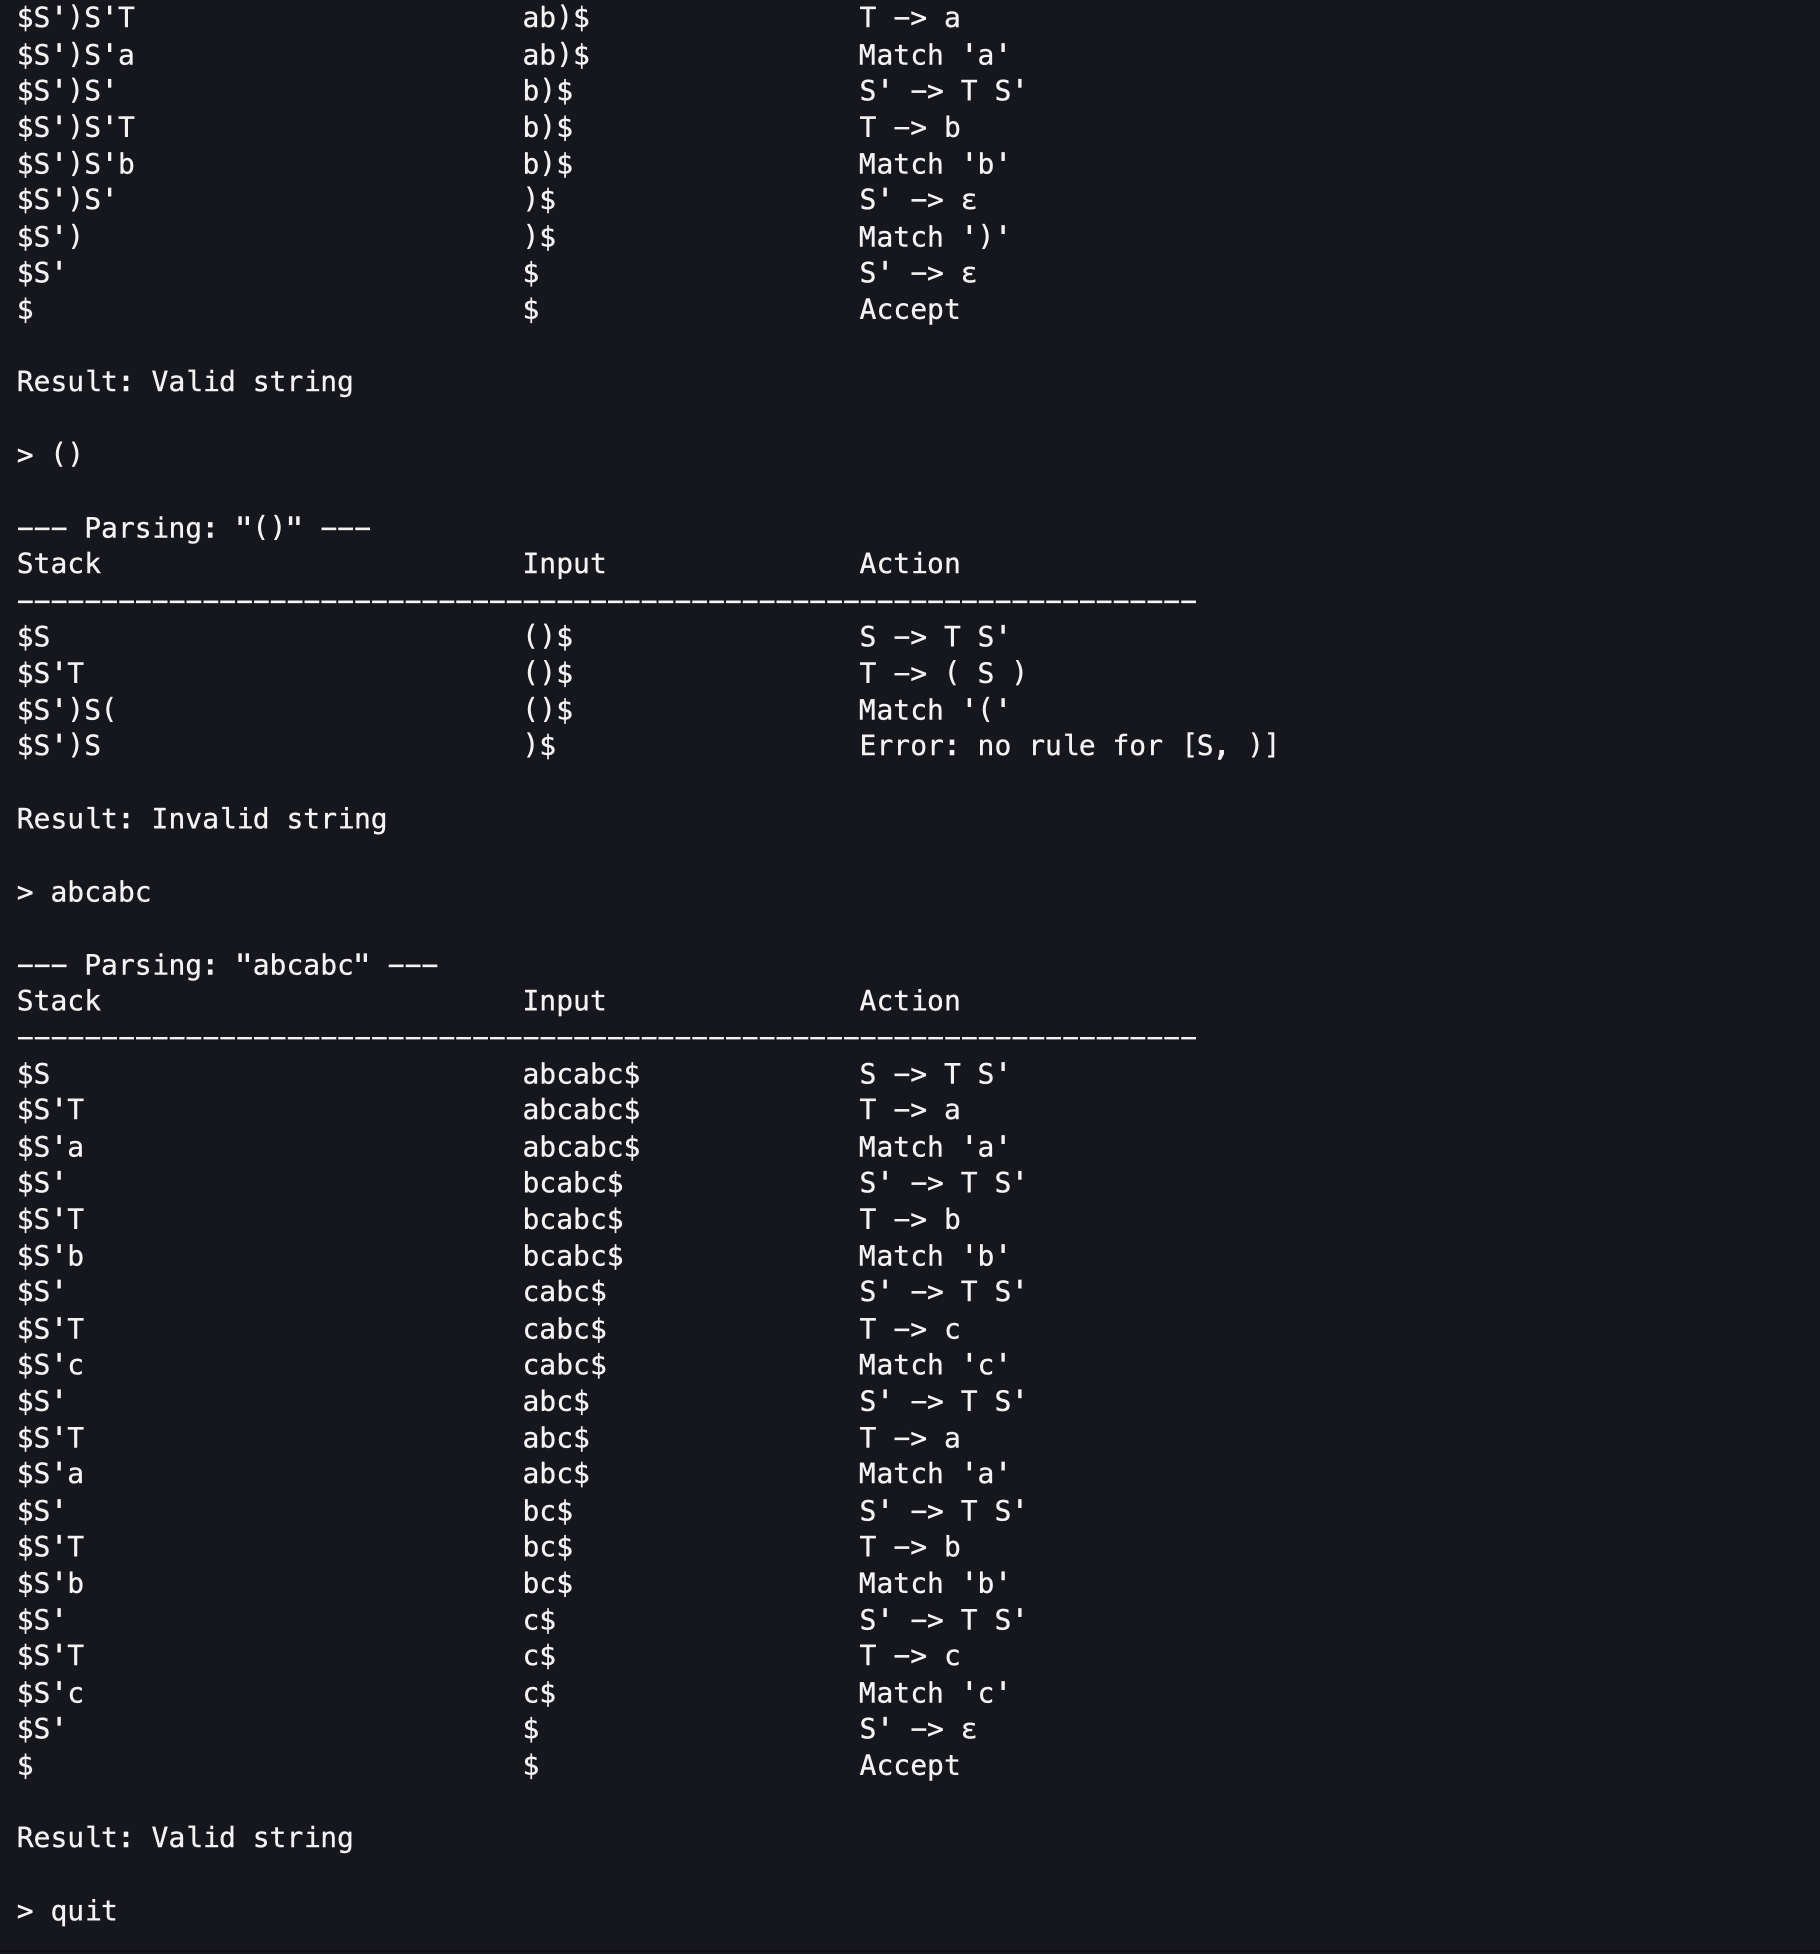 $S')S'T                       ab)$                T -> a
$S')S'a                       ab)$                Match 'a'
$S')S'                        b)$                 S' -> T S'
$S')S'T                       b)$                 T -> b
$S')S'b                       b)$                 Match 'b'
$S')S'                        )$                  S' -> ε
$S')                          )$                  Match ')'
$S'                           $                   S' -> ε
$                             $                   Accept

Result: Valid string

> ()

--- Parsing: "()" ---
Stack                         Input               Action
----------------------------------------------------------------------
$S                            ()$                 S -> T S'
$S'T                          ()$                 T -> ( S )
$S')S(                        ()$                 Match '('
$S')S                         )$                  Error: no rule for [S, )]

Result: Invalid string

> abcabc

--- Parsing: "abcabc" ---
Stack                         Input               Action
----------------------------------------------------------------------
$S                            abcabc$             S -> T S'
$S'T                          abcabc$             T -> a
$S'a                          abcabc$             Match 'a'
$S'                           bcabc$              S' -> T S'
$S'T                          bcabc$              T -> b
$S'b                          bcabc$              Match 'b'
$S'                           cabc$               S' -> T S'
$S'T                          cabc$               T -> c
$S'c                          cabc$               Match 'c'
$S'                           abc$                S' -> T S'
$S'T                          abc$                T -> a
$S'a                          abc$                Match 'a'
$S'                           bc$                 S' -> T S'
$S'T                          bc$                 T -> b
$S'b                          bc$                 Match 'b'
$S'                           c$                  S' -> T S'
$S'T                          c$                  T -> c
$S'c                          c$                  Match 'c'
$S'                           $                   S' -> ε
$                             $                   Accept

Result: Valid string

> quit